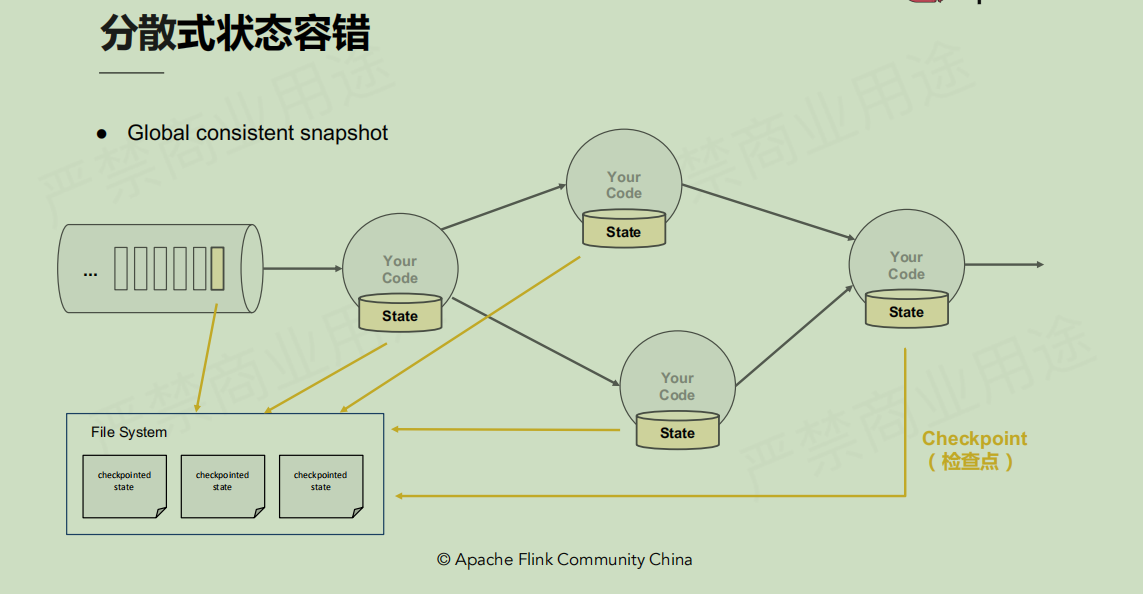 分散式状态容错
● Global consistent snapshot
严禁商业用途
严禁商业用途
严禁商业用途
严禁商业用途
...
Your
Code
State
Your
Code
State
Your
Code
State
Your
Code
State
File System
checkpointed
state
checkpointed
state
checkpointed
state
Checkpoint
（检查点）
© Apache Flink Community China